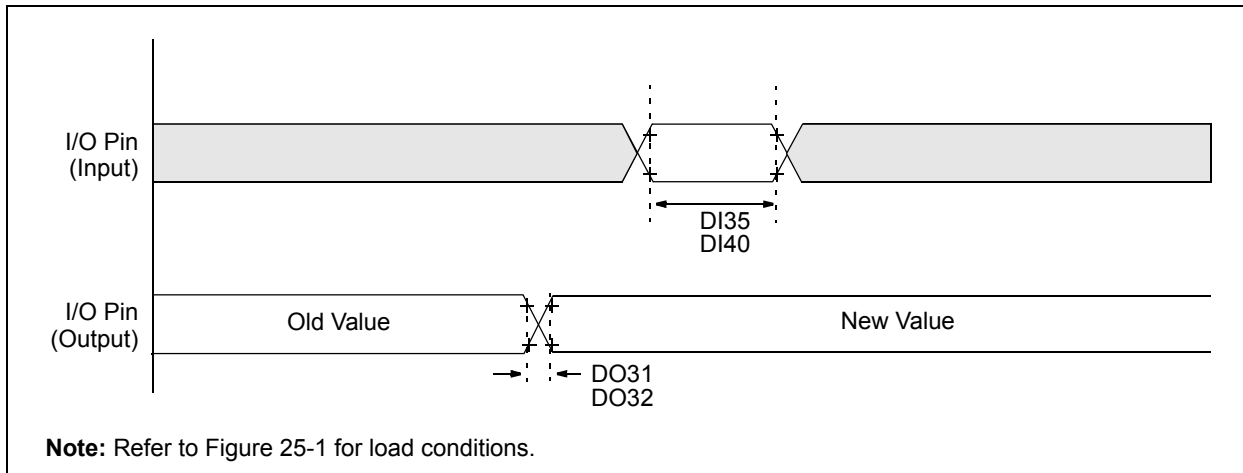 I/O Pin
(Input)
DI35
DI40
I/O Pin
(Output)
Old Value
New Value
DO31
DO32
Note: Refer to Figure 25-1 for load conditions.